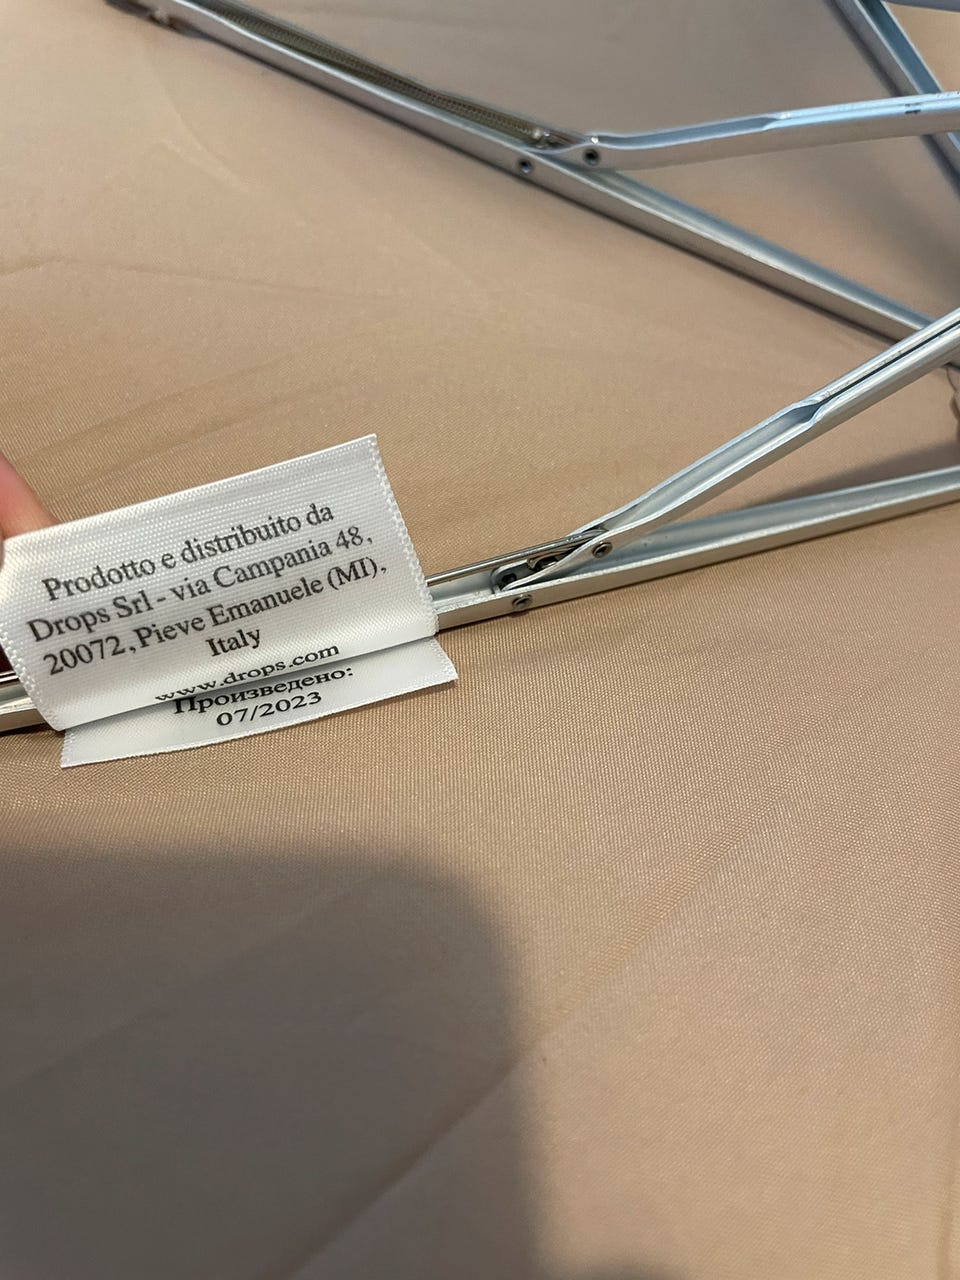 Prodotto e distribuito da
Drops Srl - via Campania 48,
20072, Pieve Emanuele (MI),
Italy
www.drops.com
Произведено:
07/2023